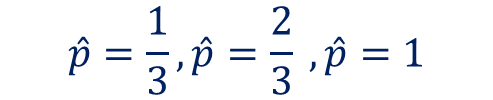 p̂ = 1/3 , p̂ = 2/3 , p̂ = 1